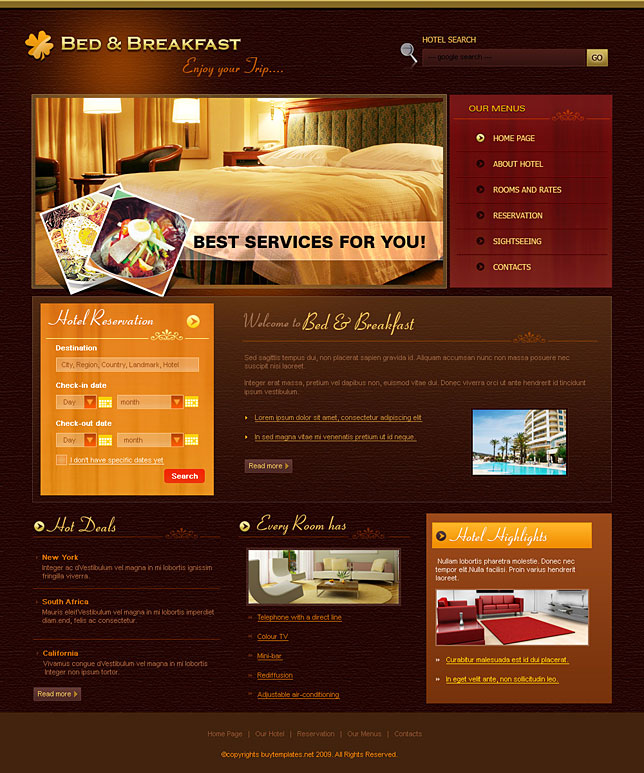 BED & BREAKFAST
Enjoy your Trip....
HOTEL SEARCH
--- google search ---
GO
BEST SERVICES FOR YOU!
OUR MENUS
HOME PAGE
ABOUT HOTEL
ROOMS AND RATES
RESERVATION
SIGHTSEEING
CONTACTS
Hotel Reservation
Destination
City, Region, Country, Landmark, Hotel
Check-in date
Day
month
Check-out date
Day
month
I don't have specific dates yet
Search
Welcome to Bed & Breakfast
Sed sagittis tempus dui, non placerat sapien gravida id. Aliquam accumsan nunc non massa posuere nec
suscipit nisi laoreet.
Integer erat massa, pretium vel dapibus non, euismod vitae dui. Donec viverra orci ut ante hendrerit id tincidunt
ipsum vestibulum.
Lorem ipsum dolor sit amet, consectetur adipiscing elit
In sed magna vitae mi venenatis pretium ut id neque.
Read more
Hot Deals
New York
Integer ac dVestibulum vel magna in mi lobortis ignissim
fringilla viverra.
South Africa
Mauris eleifVestibulum vel magna in mi lobortis imperdiet
diam.end, felis ac consectetur.
California
Vivamus congue dVestibulum vel magna in mi lobortis
Integer non ipsum tortor.
Read more
Every Room has
Telephone with a direct line
Colour TV
Mini-bar
Rediffusion
Adjustable air-conditioning
Hotel Highlights
Nullam lobortis pharetra molestie. Donec nec
tempor elit.Nulla facilisi. Proin varius hendrerit
laoreet.
Curabitur malesuada est id dui placerat.
In eget velit ante, non sollicitudin leo.
Home Page | Our Hotel | Reservation | Our Menus | Contacts
©copyrights buytemplates.net 2009. All Rights Reserved.